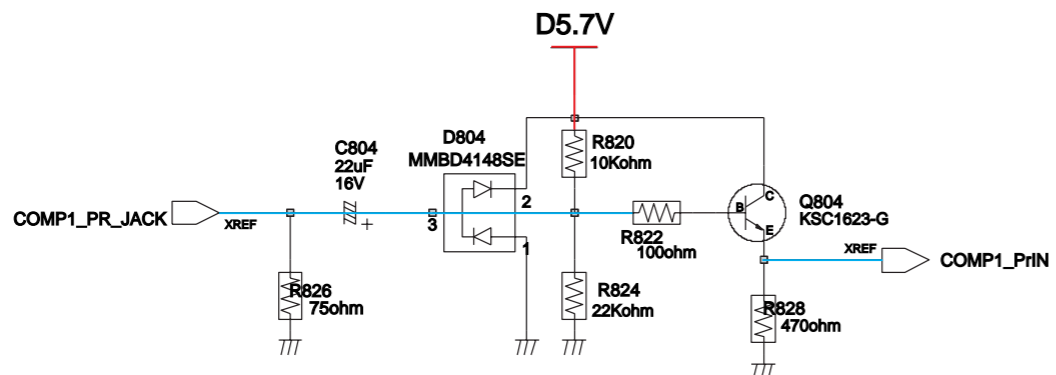 D5.7V
C804
22uF
16V
+
D804
MMBD4148SE
R820
10Kohm
2
3
1
COMP1_PR_JACK
XREF
R822
100ohm
B
C
E
Q804
KSC1623-G
XREF
COMP1_PrIN
R826
75ohm
R824
22Kohm
R828
470ohm